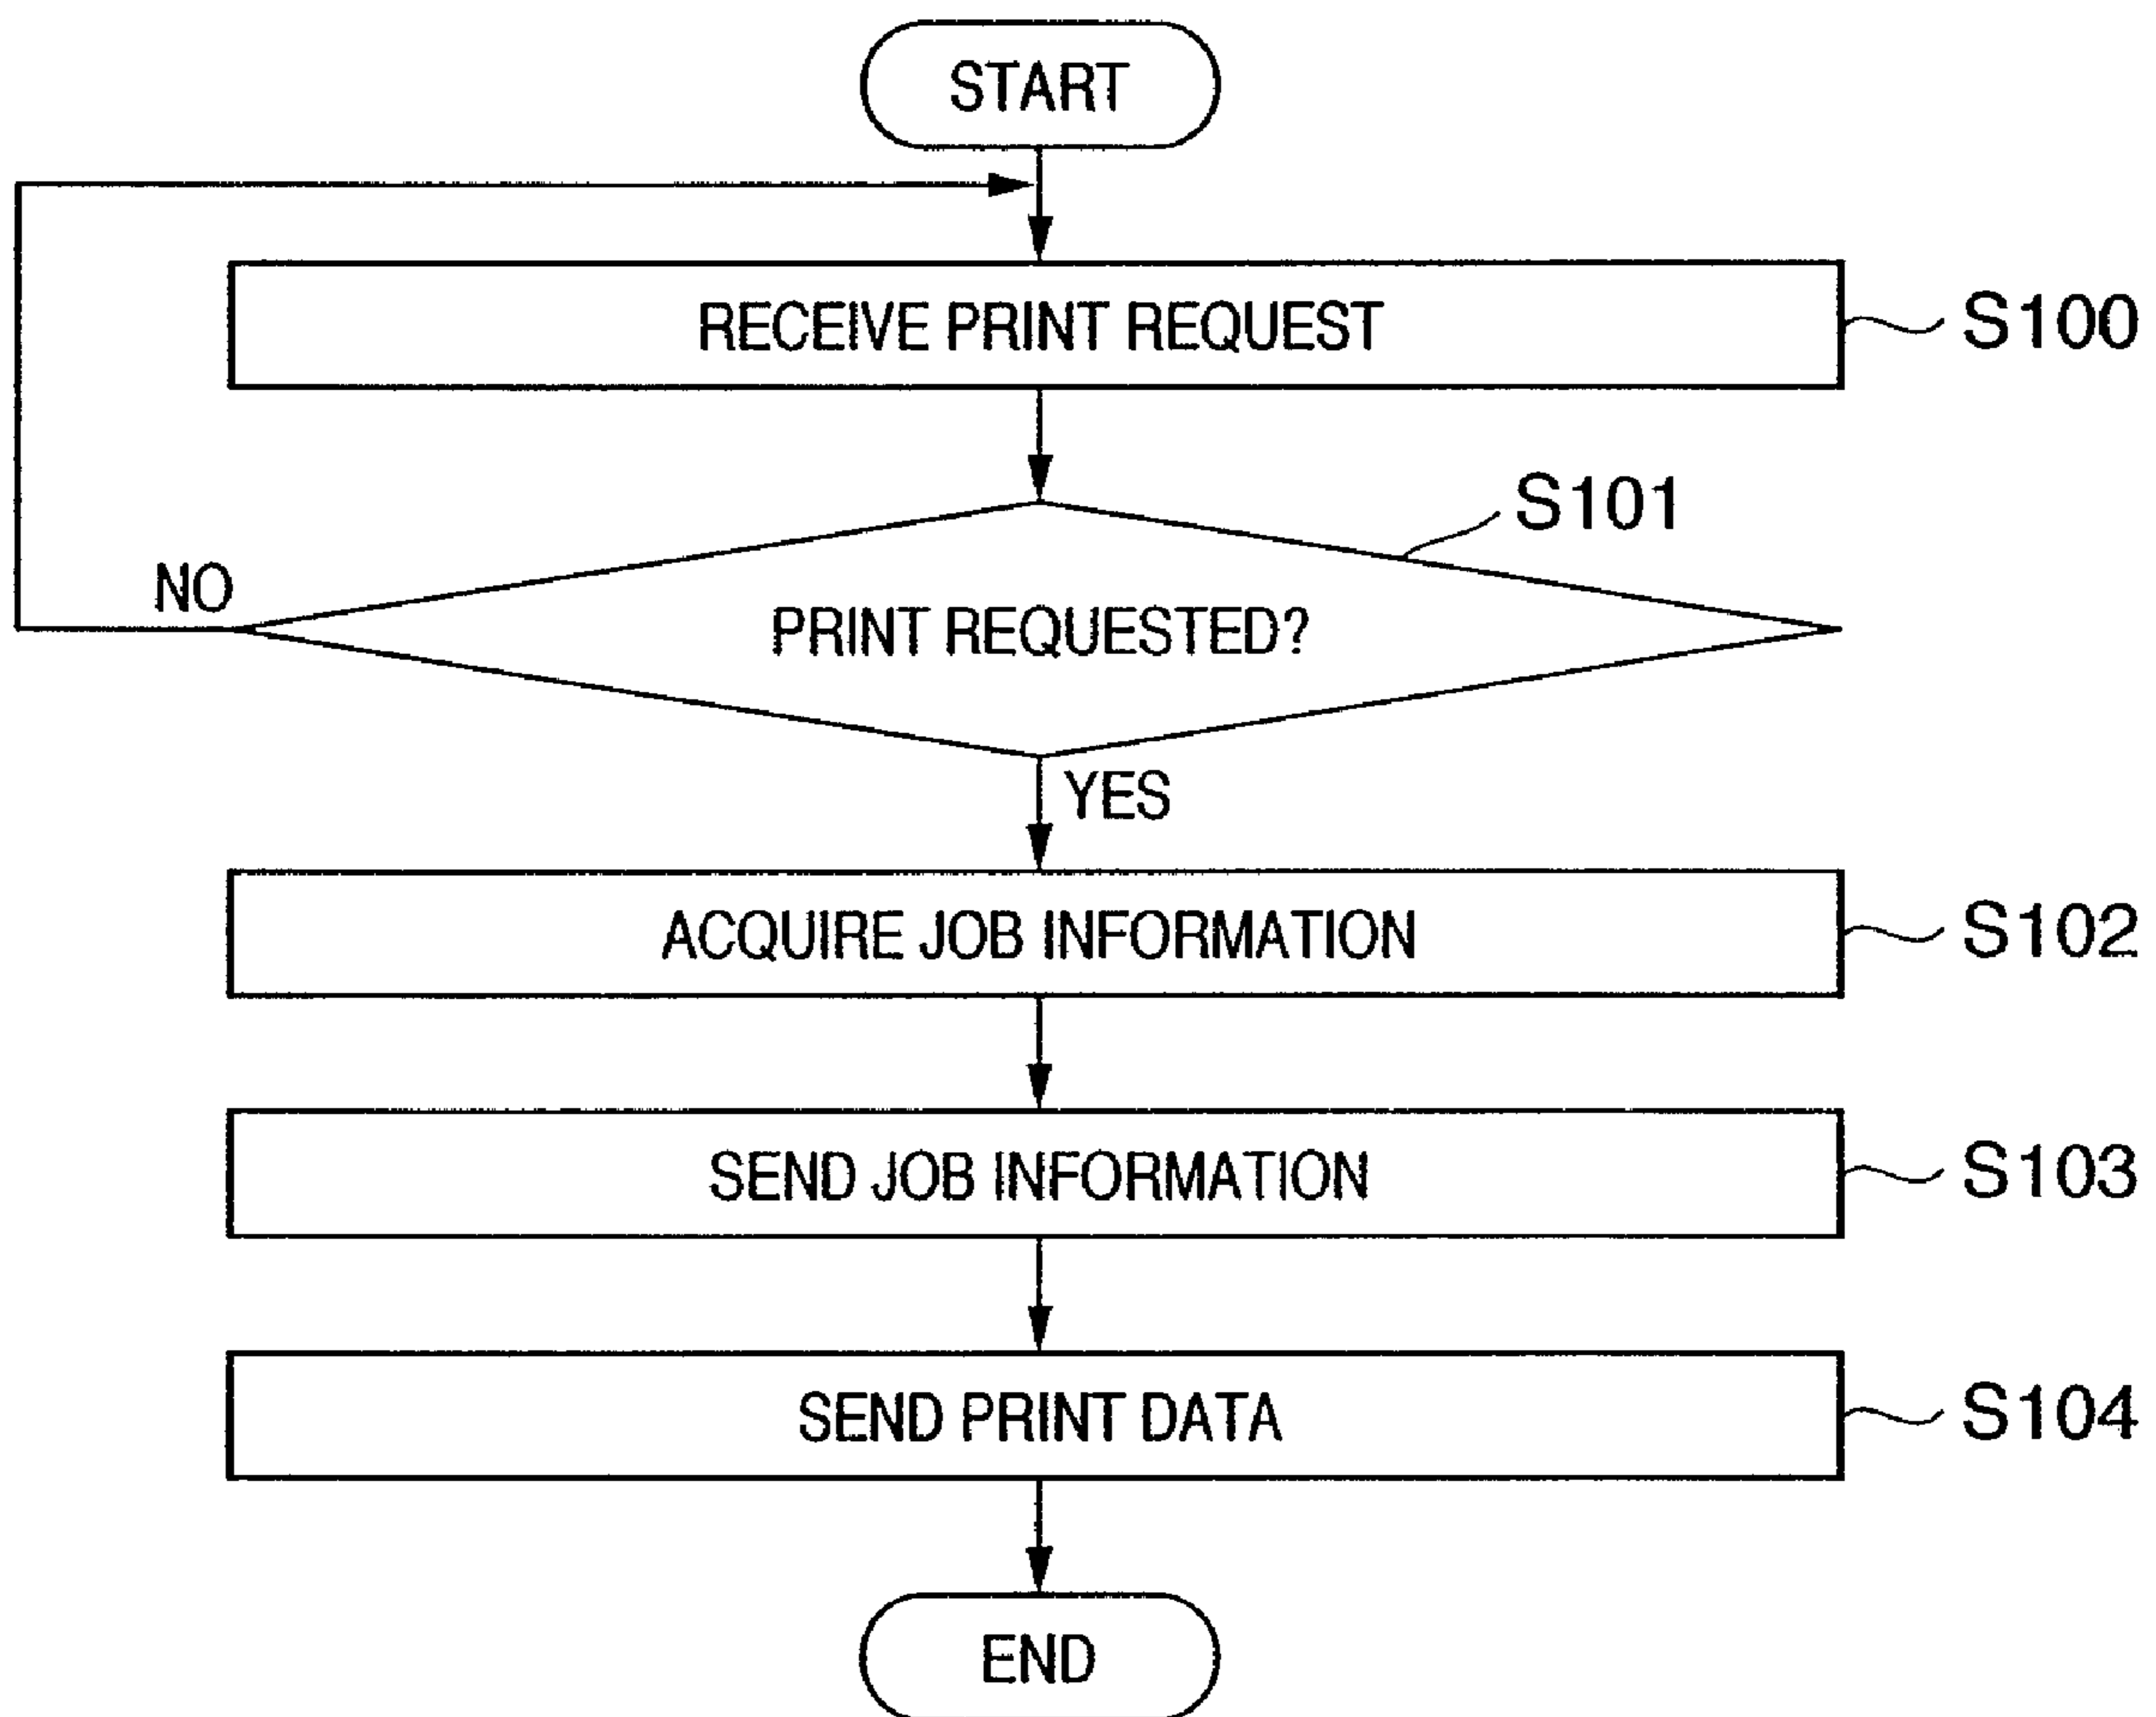 START
RECEIVE PRINT REQUEST
S100
S101
NO
PRINT REQUESTED?
YES
ACQUIRE JOB INFORMATION
S102
SEND JOB INFORMATION
S103
SEND PRINT DATA
S104
END